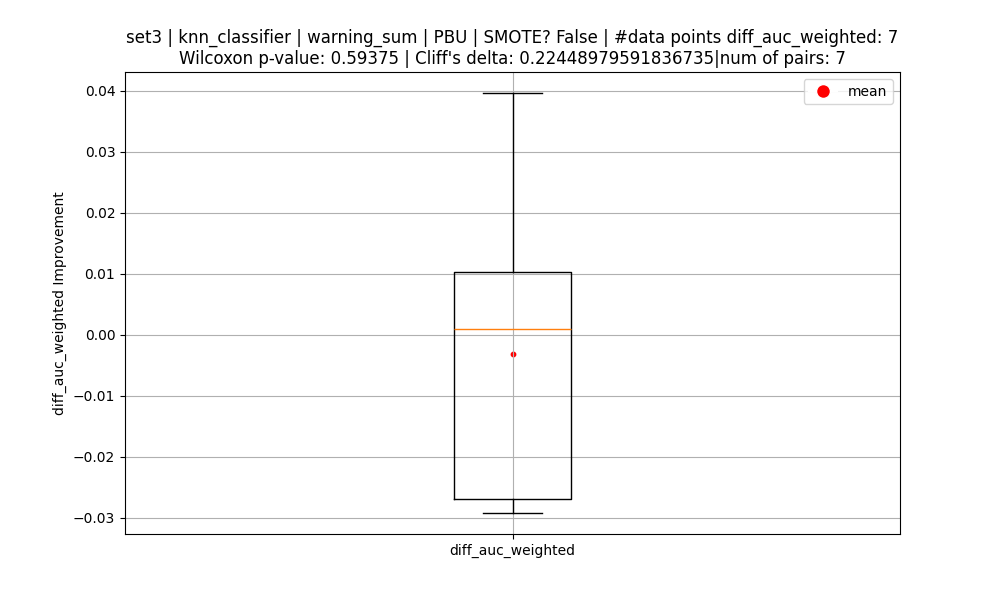 set3 | knn_classifier | warning_sum | PBU | SMOTE? False | #data points diff_auc_weighted: 7
Wilcoxon p-value: 0.59375 | Cliff's delta: 0.22448979591836735|num of pairs: 7
mean
0.04
0.03
0.02
0.01
0.00
−0.01
−0.02
−0.03
diff_auc_weighted Improvement
diff_auc_weighted